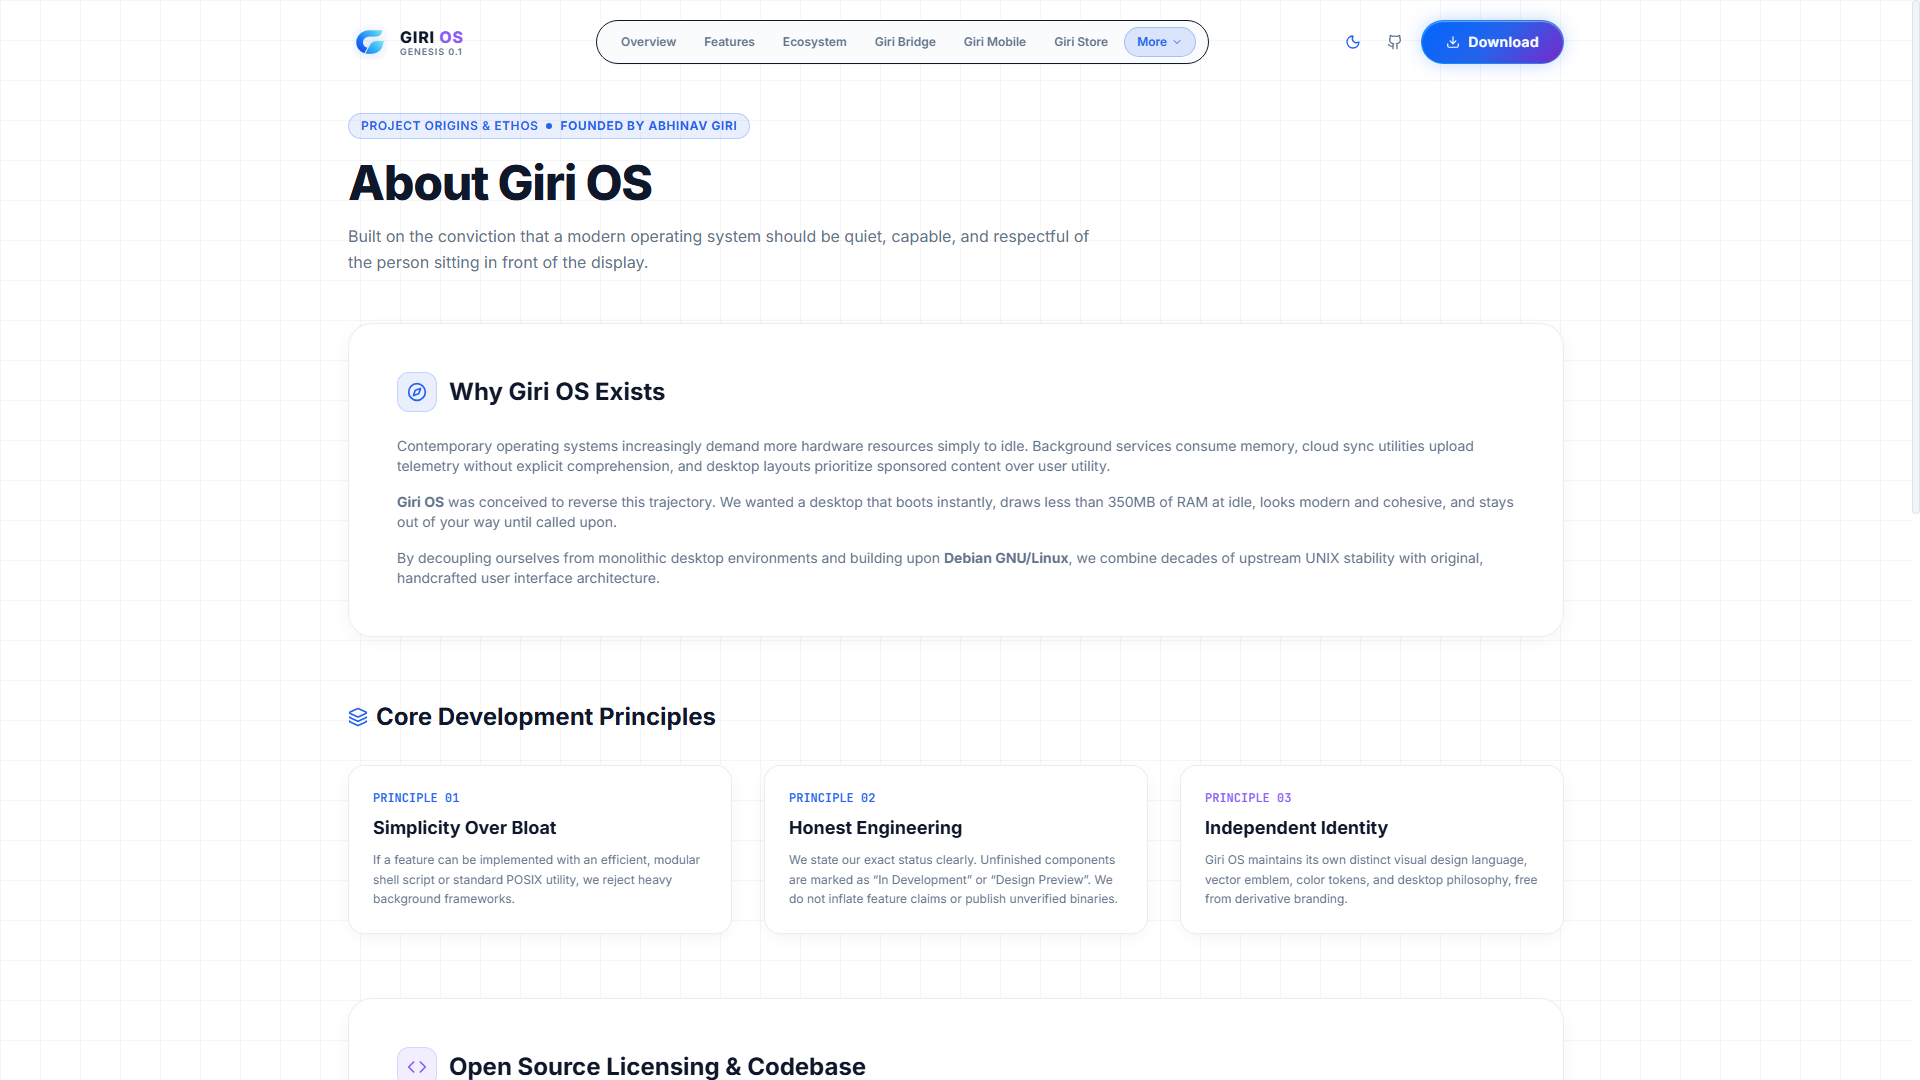 GIRI OS
GENESIS 0.1
Overview
Features
Ecosystem
Giri Bridge
Giri Mobile
Giri Store
More
Download
PROJECT ORIGINS & ETHOS • FOUNDED BY ABHINAV GIRI
About Giri OS
Built on the conviction that a modern operating system should be quiet, capable, and respectful of
the person sitting in front of the display.
Why Giri OS Exists
Contemporary operating systems increasingly demand more hardware resources simply to idle. Background services consume memory, cloud sync utilities upload
telemetry without explicit comprehension, and desktop layouts prioritize sponsored content over user utility.
Giri OS was conceived to reverse this trajectory. We wanted a desktop that boots instantly, draws less than 350MB of RAM at idle, looks modern and cohesive, and stays
out of your way until called upon.
By decoupling ourselves from monolithic desktop environments and building upon Debian GNU/Linux, we combine decades of upstream UNIX stability with original,
handcrafted user interface architecture.
Core Development Principles
PRINCIPLE 01
Simplicity Over Bloat
If a feature can be implemented with an efficient, modular
shell script or standard POSIX utility, we reject heavy
background frameworks.
PRINCIPLE 02
Honest Engineering
We state our exact status clearly. Unfinished components
are marked as “In Development” or “Design Preview”. We
do not inflate feature claims or publish unverified binaries.
PRINCIPLE 03
Independent Identity
Giri OS maintains its own distinct visual design language,
vector emblem, color tokens, and desktop philosophy, free
from derivative branding.
Open Source Licensing & Codebase